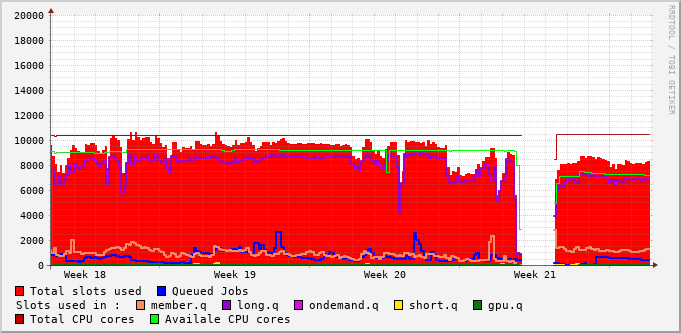 20000
18000
16000
14000
12000
10000
8000
6000
4000
2000
0
Week 18 Week 19 Week 20 Week 21
Total slots used Queued Jobs
Slots used in : member.q long.q ondemand.q short.q gpu.q
Total CPU cores Availale CPU cores
RRDTOOL / TOBI OETIKER